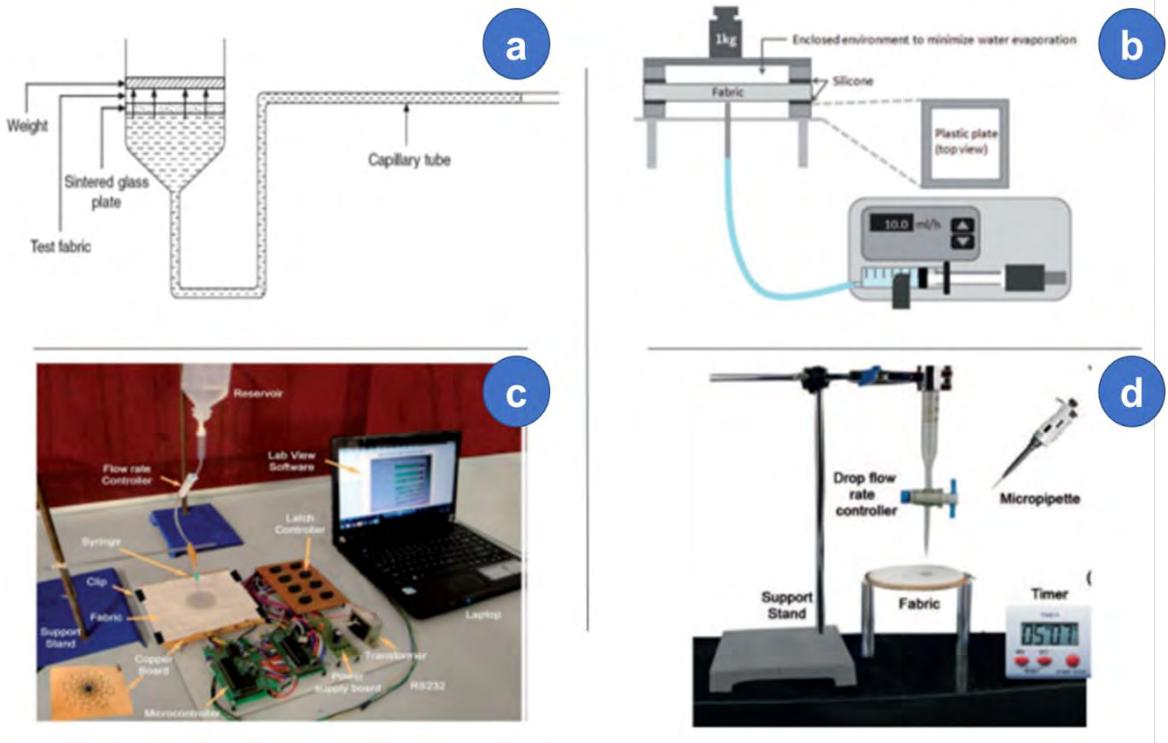 a
Weight
Sintered glass
plate
Test fabric
Capillary tube
b
1kg
Enclosed environment to minimize water evaporation
Silicone
Fabric
Plastic plate
(top view)
10.0 ml/h
c
Reservoir
Lab View
Software
Flow rate
Controller
Latch
Controller
Syringe
Clip
Fabric
Support
Stand
Laptop
Copper
Board
Transformer
Power
supply board
RS232
Microcontroller
d
Drop flow
rate
controller
Micropipette
Support
Stand
Fabric
Timer
05:07